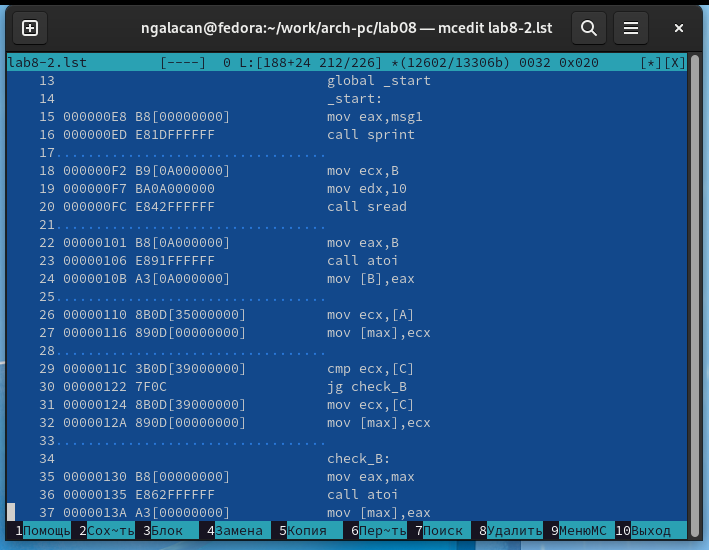 ngalacan@fedora:~/work/arch-pc/lab08 — mcedit lab8-2.lst
lab8-2.lst [----] 0 L:[188+24 212/226] *(12602/13306b) 0032 0x020 [*][X]
13 global _start
14 _start:
15 000000E8 B8[00000000] mov eax,msg1
16 000000ED E81DFFFFFF call sprint
17.................................
18 000000F2 B9[0A000000] mov ecx,B
19 000000F7 BA0A000000 mov edx,10
20 000000FC E842FFFFFF call sread
21.................................
22 00000101 B8[0A000000] mov eax,B
23 00000106 E891FFFFFF call atoi
24 0000010B A3[0A000000] mov [B],eax
25.................................
26 00000110 8B0D[35000000] mov ecx,[A]
27 00000116 890D[00000000] mov [max],ecx
28.................................
29 0000011C 3B0D[39000000] cmp ecx,[C]
30 00000122 7F0C jg check_B
31 00000124 8B0D[39000000] mov ecx,[C]
32 0000012A 890D[00000000] mov [max],ecx
33.................................
34 check_B:
35 00000130 B8[00000000] mov eax,max
36 00000135 E862FFFFFF call atoi
37 0000013A A3[00000000] mov [max],eax
1Помощь 2Сох~ть 3Блок 4Замена 5Копия 6Пер~ть 7Поиск 8Удалить 9МенюMC 10Выход